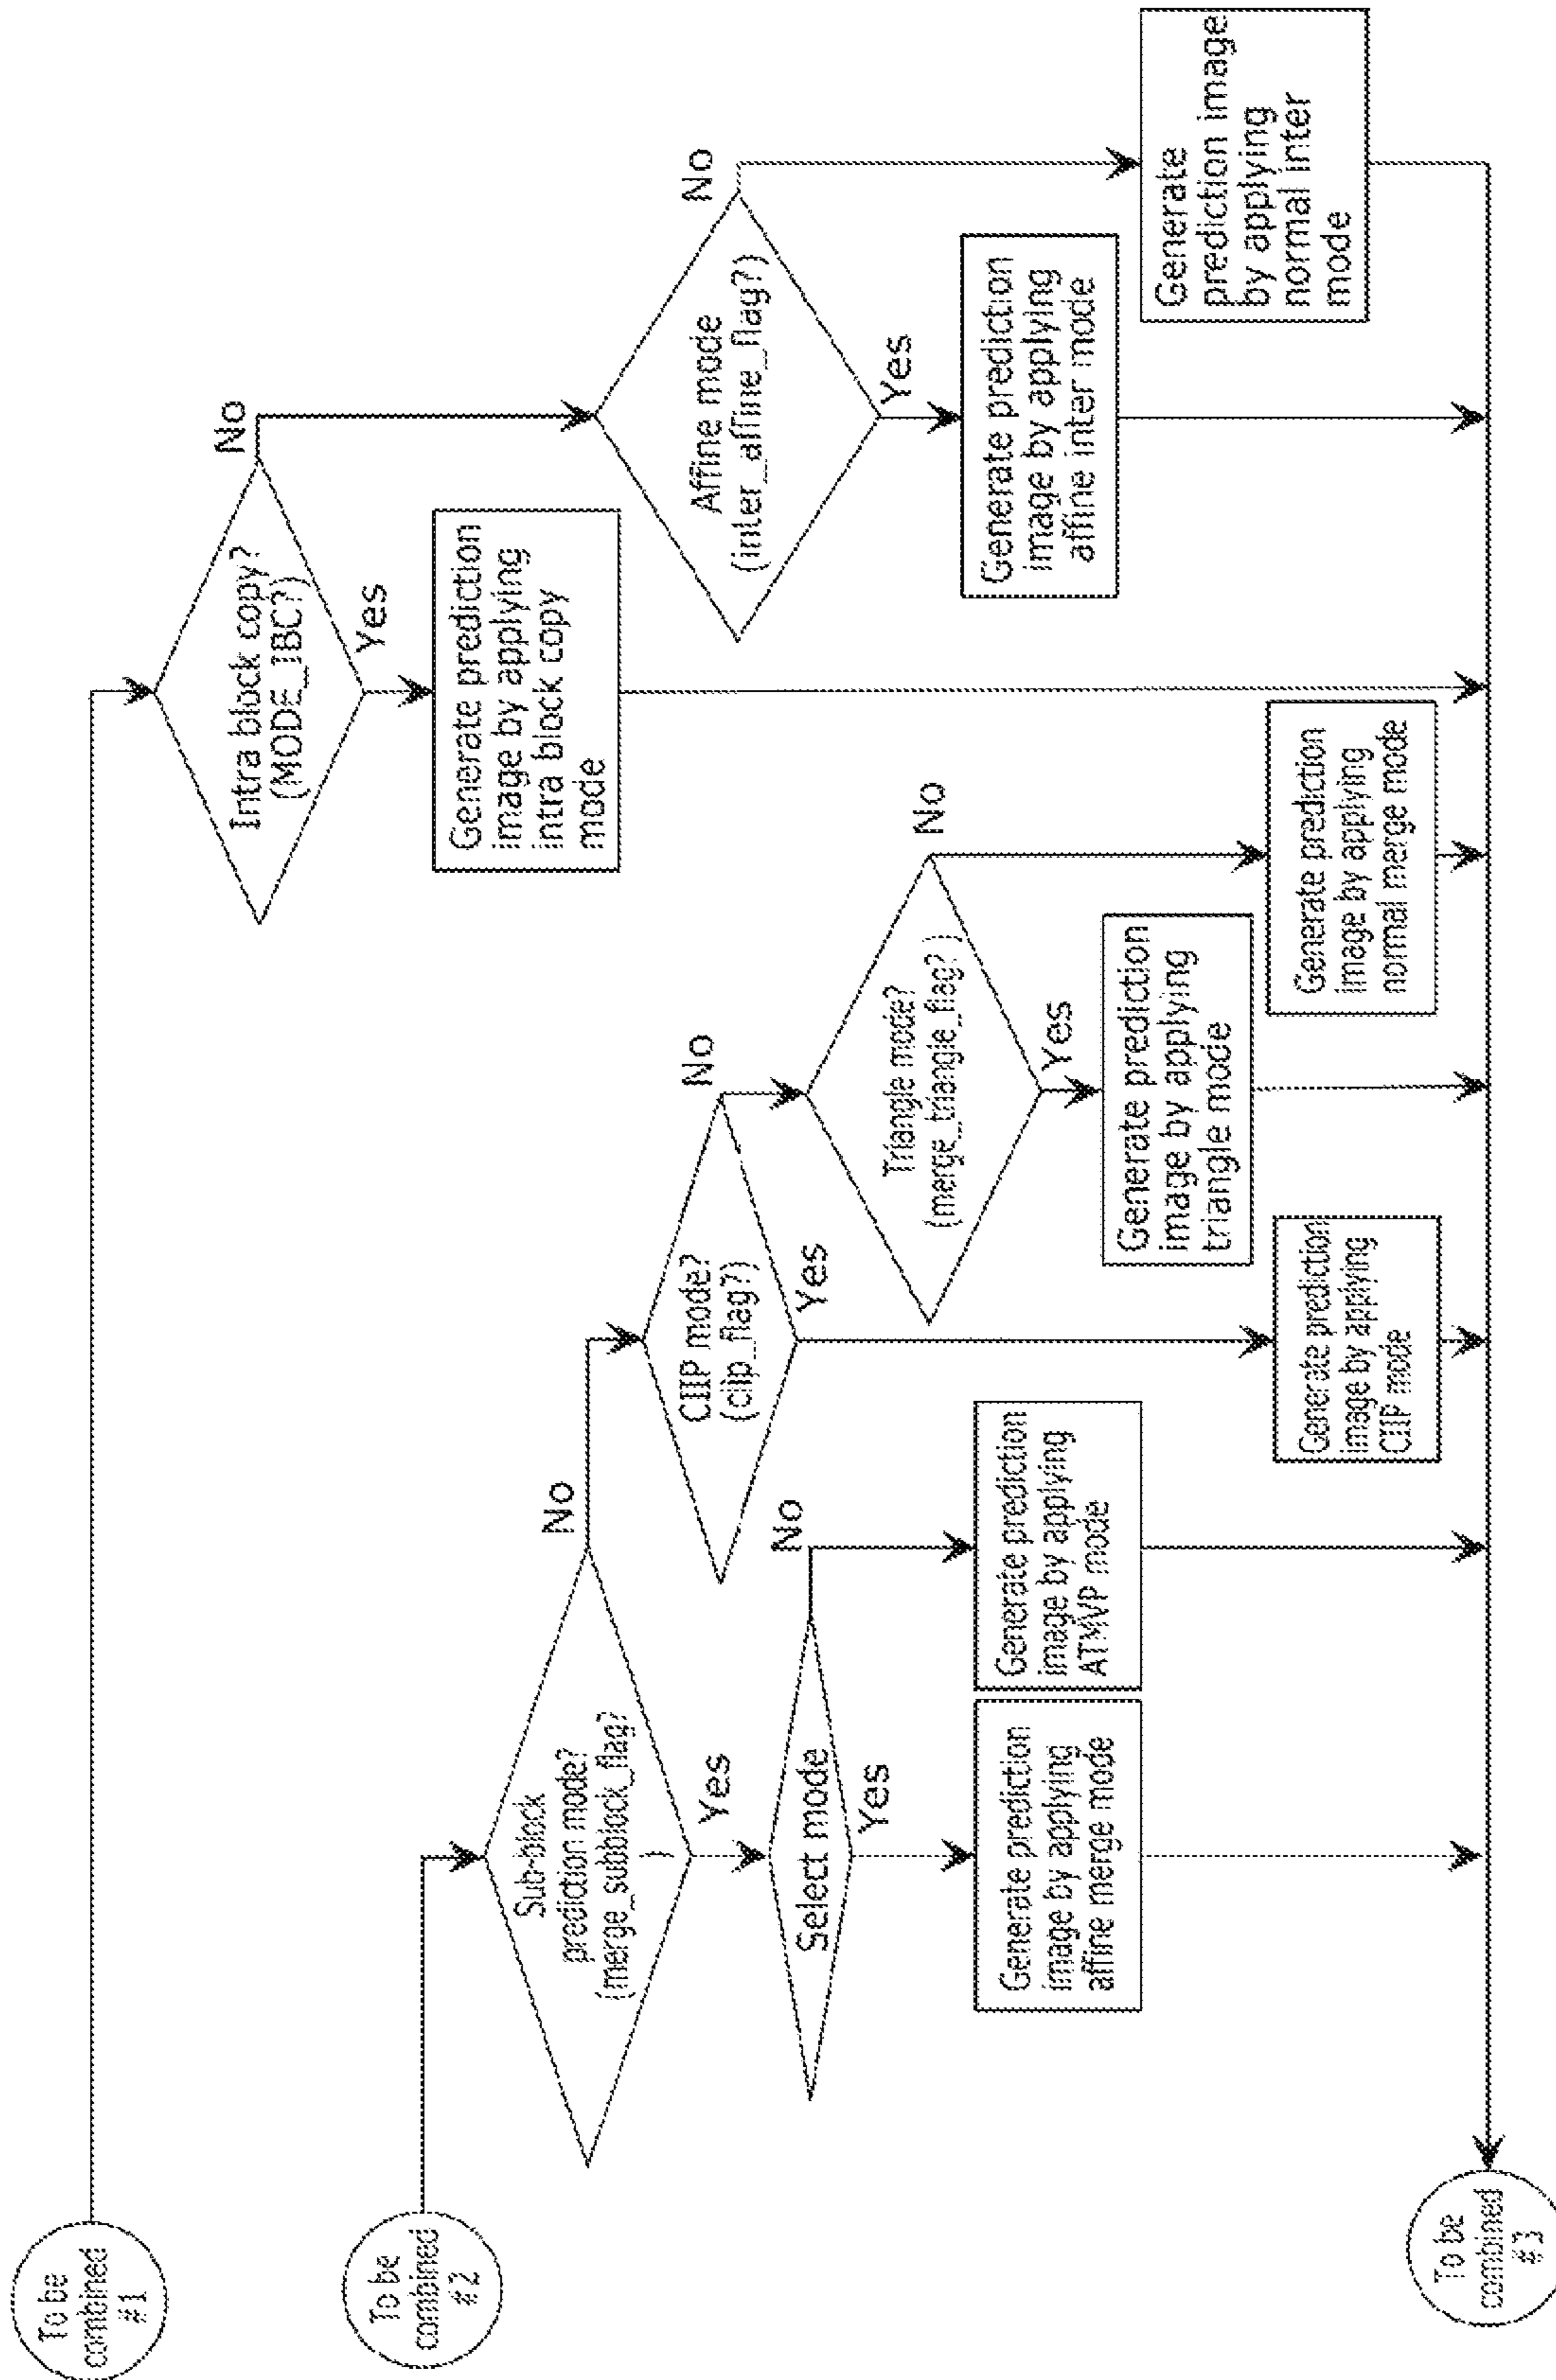 To be
combined
#1
Intra block copy?
(MODE_IBC?)
No
Yes
Generate prediction
image by applying
intra block copy
mode
Affine mode
(inter_affine_flag?)
No
Yes
Generate prediction
image by applying
affine inter mode
Generate
prediction image
by applying
normal inter
mode
To be
combined
#2
Sub-block
prediction mode?
(merge_subblock_flag?
)
No
Yes
Select mode
No
Yes
Generate prediction
image by applying
affine merge mode
Generate prediction
image by applying
ATMVP mode
CIIP mode?
(ciip_flag?)
No
Yes
Generate prediction
image by applying
CIIP mode
Triangle mode?
(merge_triangle_flag? )
No
Yes
Generate prediction
image by applying
triangle mode
Generate prediction
image by applying
normal merge mode
To be
combined
#3